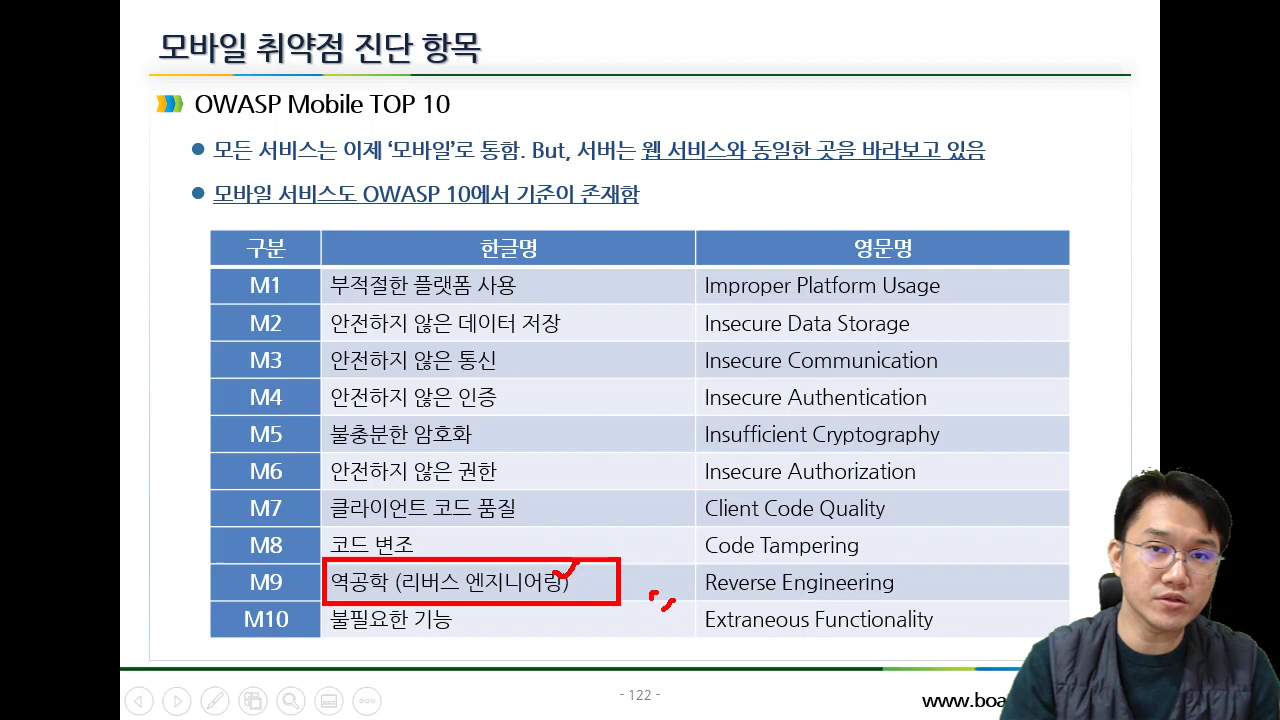 모바일 취약점 진단 항목
OWASP Mobile TOP 10
모든 서비스는 이제 ‘모바일’로 통함. But, 서버는 웹 서비스와 동일한 곳을 바라보고 있음
모바일 서비스도 OWASP 10에서 기준이 존재함
구분 한글명 영문명
M1 부적절한 플랫폼 사용 Improper Platform Usage
M2 안전하지 않은 데이터 저장 Insecure Data Storage
M3 안전하지 않은 통신 Insecure Communication
M4 안전하지 않은 인증 Insecure Authentication
M5 불충분한 암호화 Insufficient Cryptography
M6 안전하지 않은 권한 Insecure Authorization
M7 클라이언트 코드 품질 Client Code Quality
M8 코드 변조 Code Tampering
M9 역공학 (리버스 엔지니어링) Reverse Engineering
M10 불필요한 기능 Extraneous Functionality
- 122 -
www.boa